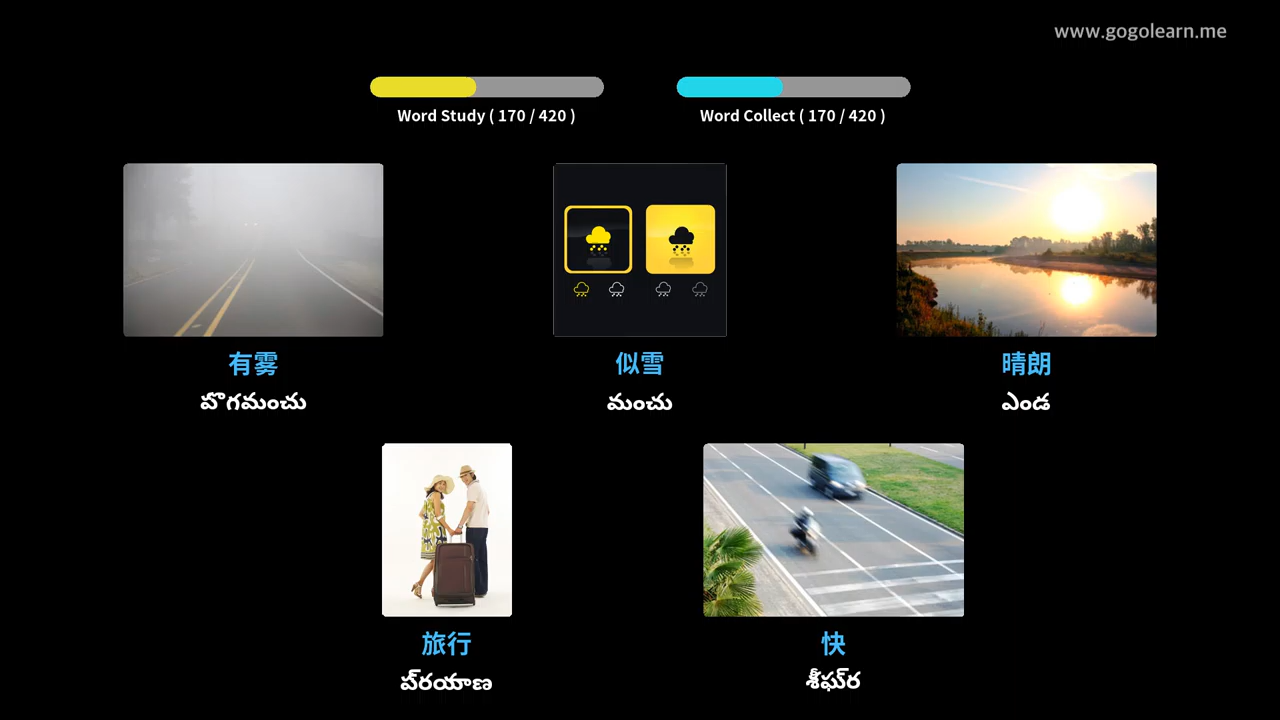 www.gogolearn.me
Word Study ( 170 / 420 )
Word Collect ( 170 / 420 )
有雾
似雪
晴朗
పొగమంచు
మంచు
ఎండ
旅行
快
ప్రయాణ
శీఘ్ర